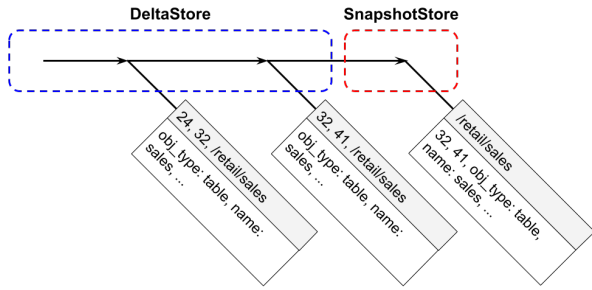 DeltaStore
SnapshotStore
24, 32, /retail/sales
obj_type: table, name:
sales, ...
32, 41, /retail/sales
obj_type: table, name:
sales, ...
/retail/sales
32, 41, obj_type: table,
name: sales, ...